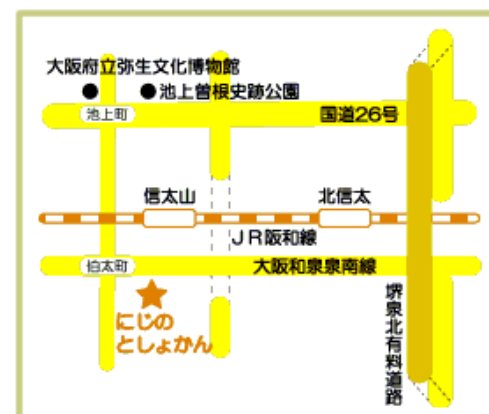 大阪府立弥生文化博物館
池上曽根史跡公園
池上町
国道26号
信太山
北信太
JR阪和線
伯太町
大阪和泉泉南線
にじの
としょかん
堺泉北有料道路